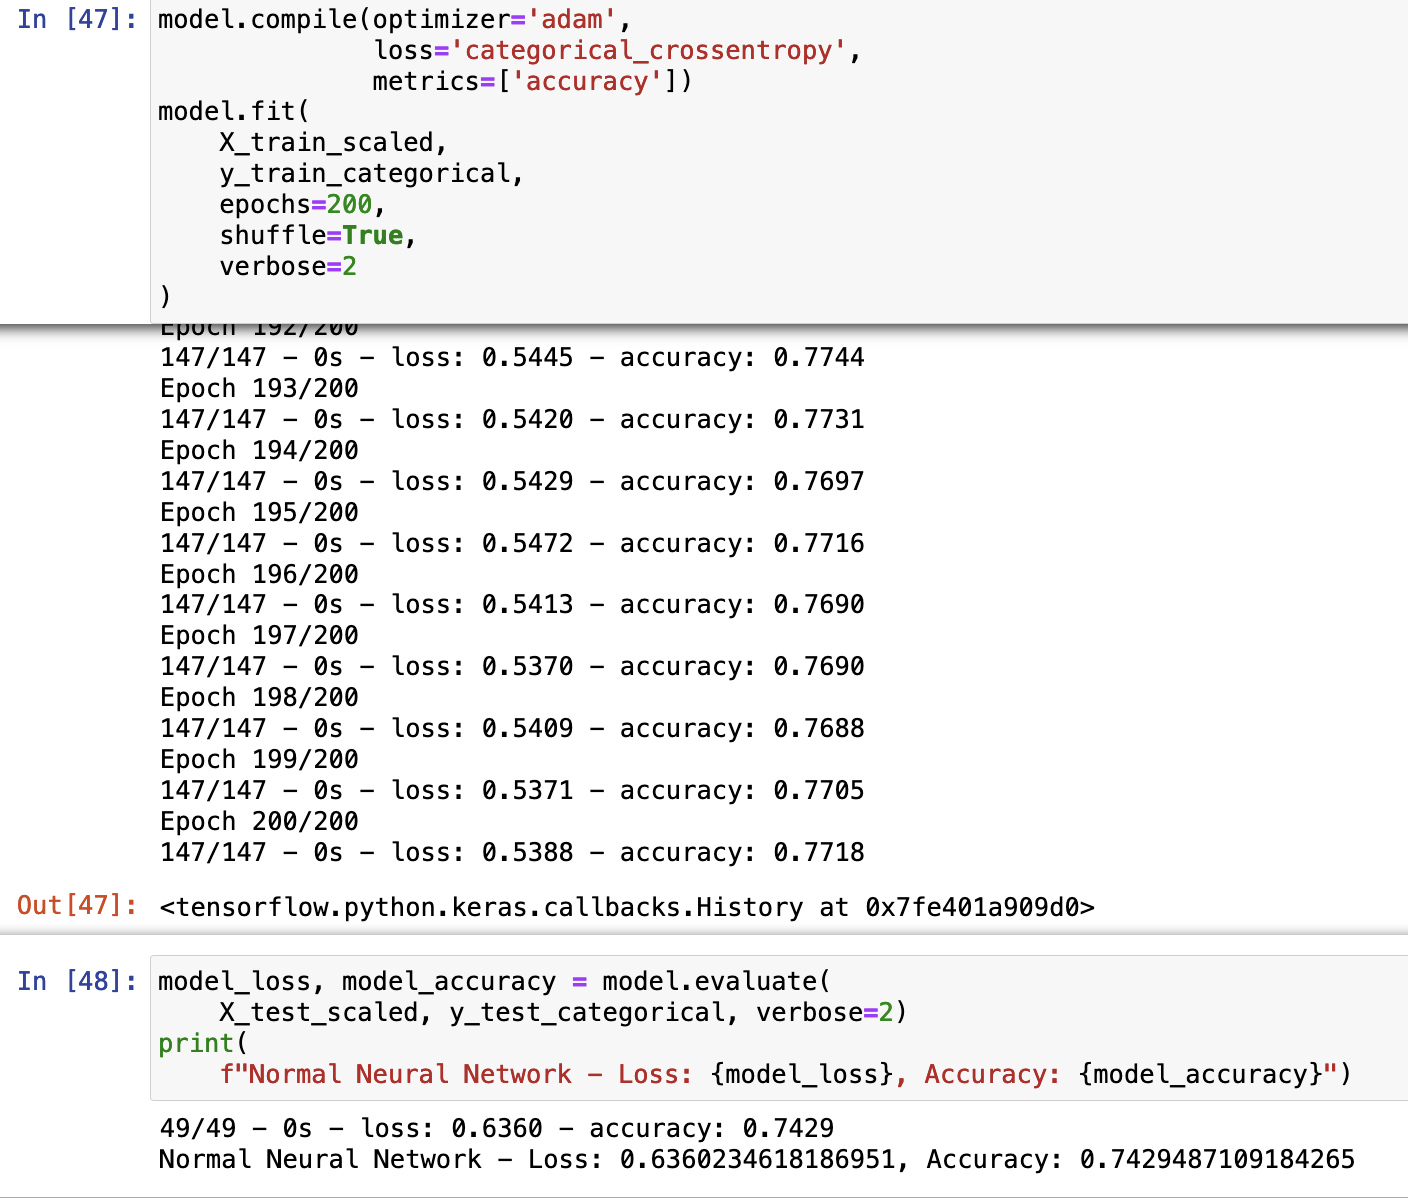 In [47]: model.compile(optimizer='adam',
loss='categorical_crossentropy',
metrics=['accuracy'])
model.fit(
X_train_scaled,
y_train_categorical,
epochs=200,
shuffle=True,
verbose=2
)
Epoch 192/200
147/147 - 0s - loss: 0.5445 - accuracy: 0.7744
Epoch 193/200
147/147 - 0s - loss: 0.5420 - accuracy: 0.7731
Epoch 194/200
147/147 - 0s - loss: 0.5429 - accuracy: 0.7697
Epoch 195/200
147/147 - 0s - loss: 0.5472 - accuracy: 0.7716
Epoch 196/200
147/147 - 0s - loss: 0.5413 - accuracy: 0.7690
Epoch 197/200
147/147 - 0s - loss: 0.5370 - accuracy: 0.7690
Epoch 198/200
147/147 - 0s - loss: 0.5409 - accuracy: 0.7688
Epoch 199/200
147/147 - 0s - loss: 0.5371 - accuracy: 0.7705
Epoch 200/200
147/147 - 0s - loss: 0.5388 - accuracy: 0.7718
Out[47]: <tensorflow.python.keras.callbacks.History at 0x7fe401a909d0>
In [48]: model_loss, model_accuracy = model.evaluate(
X_test_scaled, y_test_categorical, verbose=2)
print(
f"Normal Neural Network - Loss: {model_loss}, Accuracy: {model_accuracy}")
49/49 - 0s - loss: 0.6360 - accuracy: 0.7429
Normal Neural Network - Loss: 0.6360234618186951, Accuracy: 0.7429487109184265